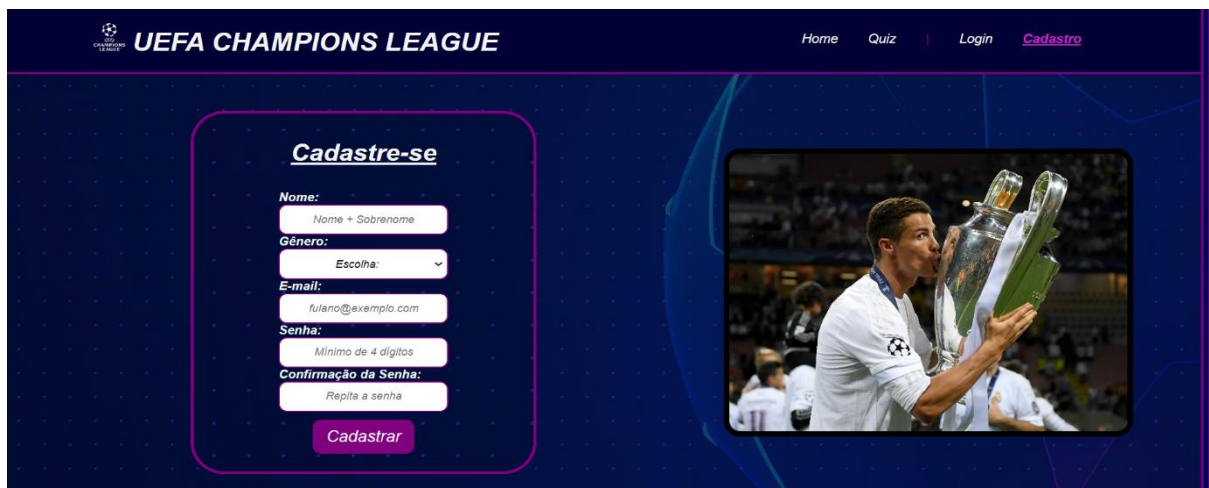 UEFA CHAMPIONS LEAGUE
Home Quiz | Login Cadastro
Cadastre-se
Nome:
Nome + Sobrenome
Gênero:
Escolha:
E-mail:
fulano@exemplo.com
Senha:
Mínimo de 4 dígitos
Confirmação da Senha:
Repita a senha
Cadastrar
11